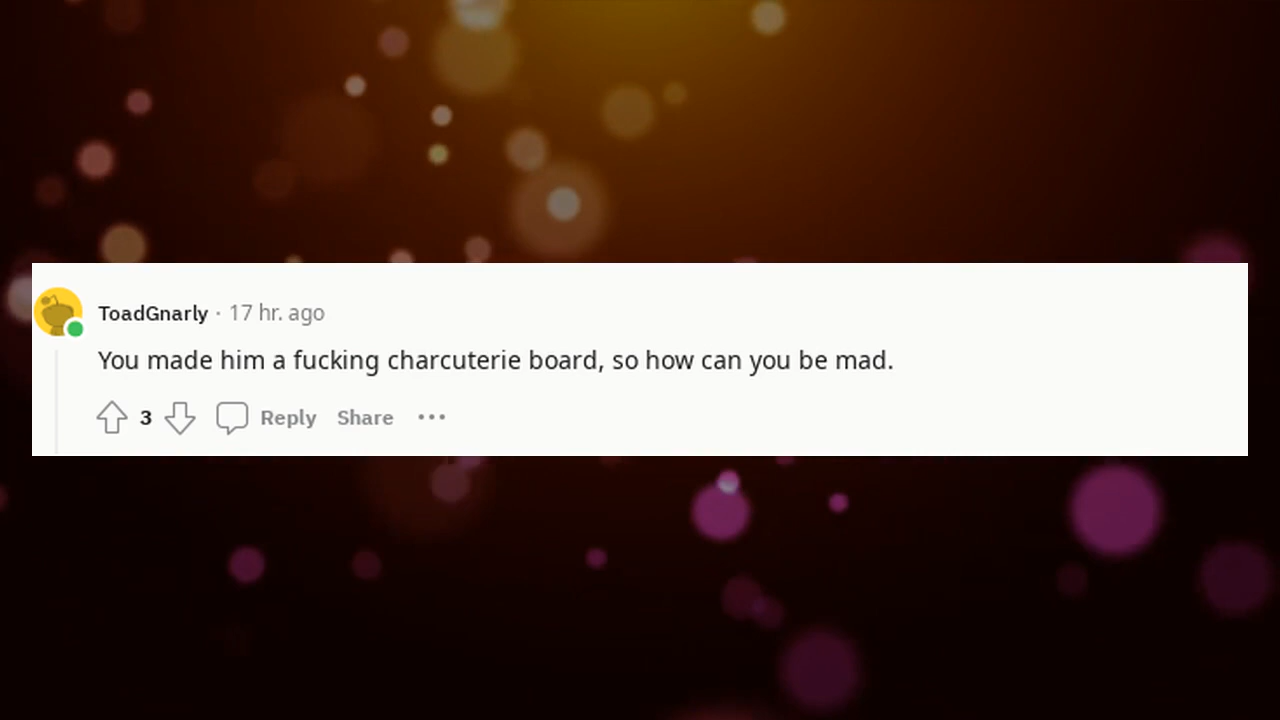 ToadGnarly · 17 hr. ago
You made him a fucking charcuterie board, so how can you be mad.
3 Reply Share ···